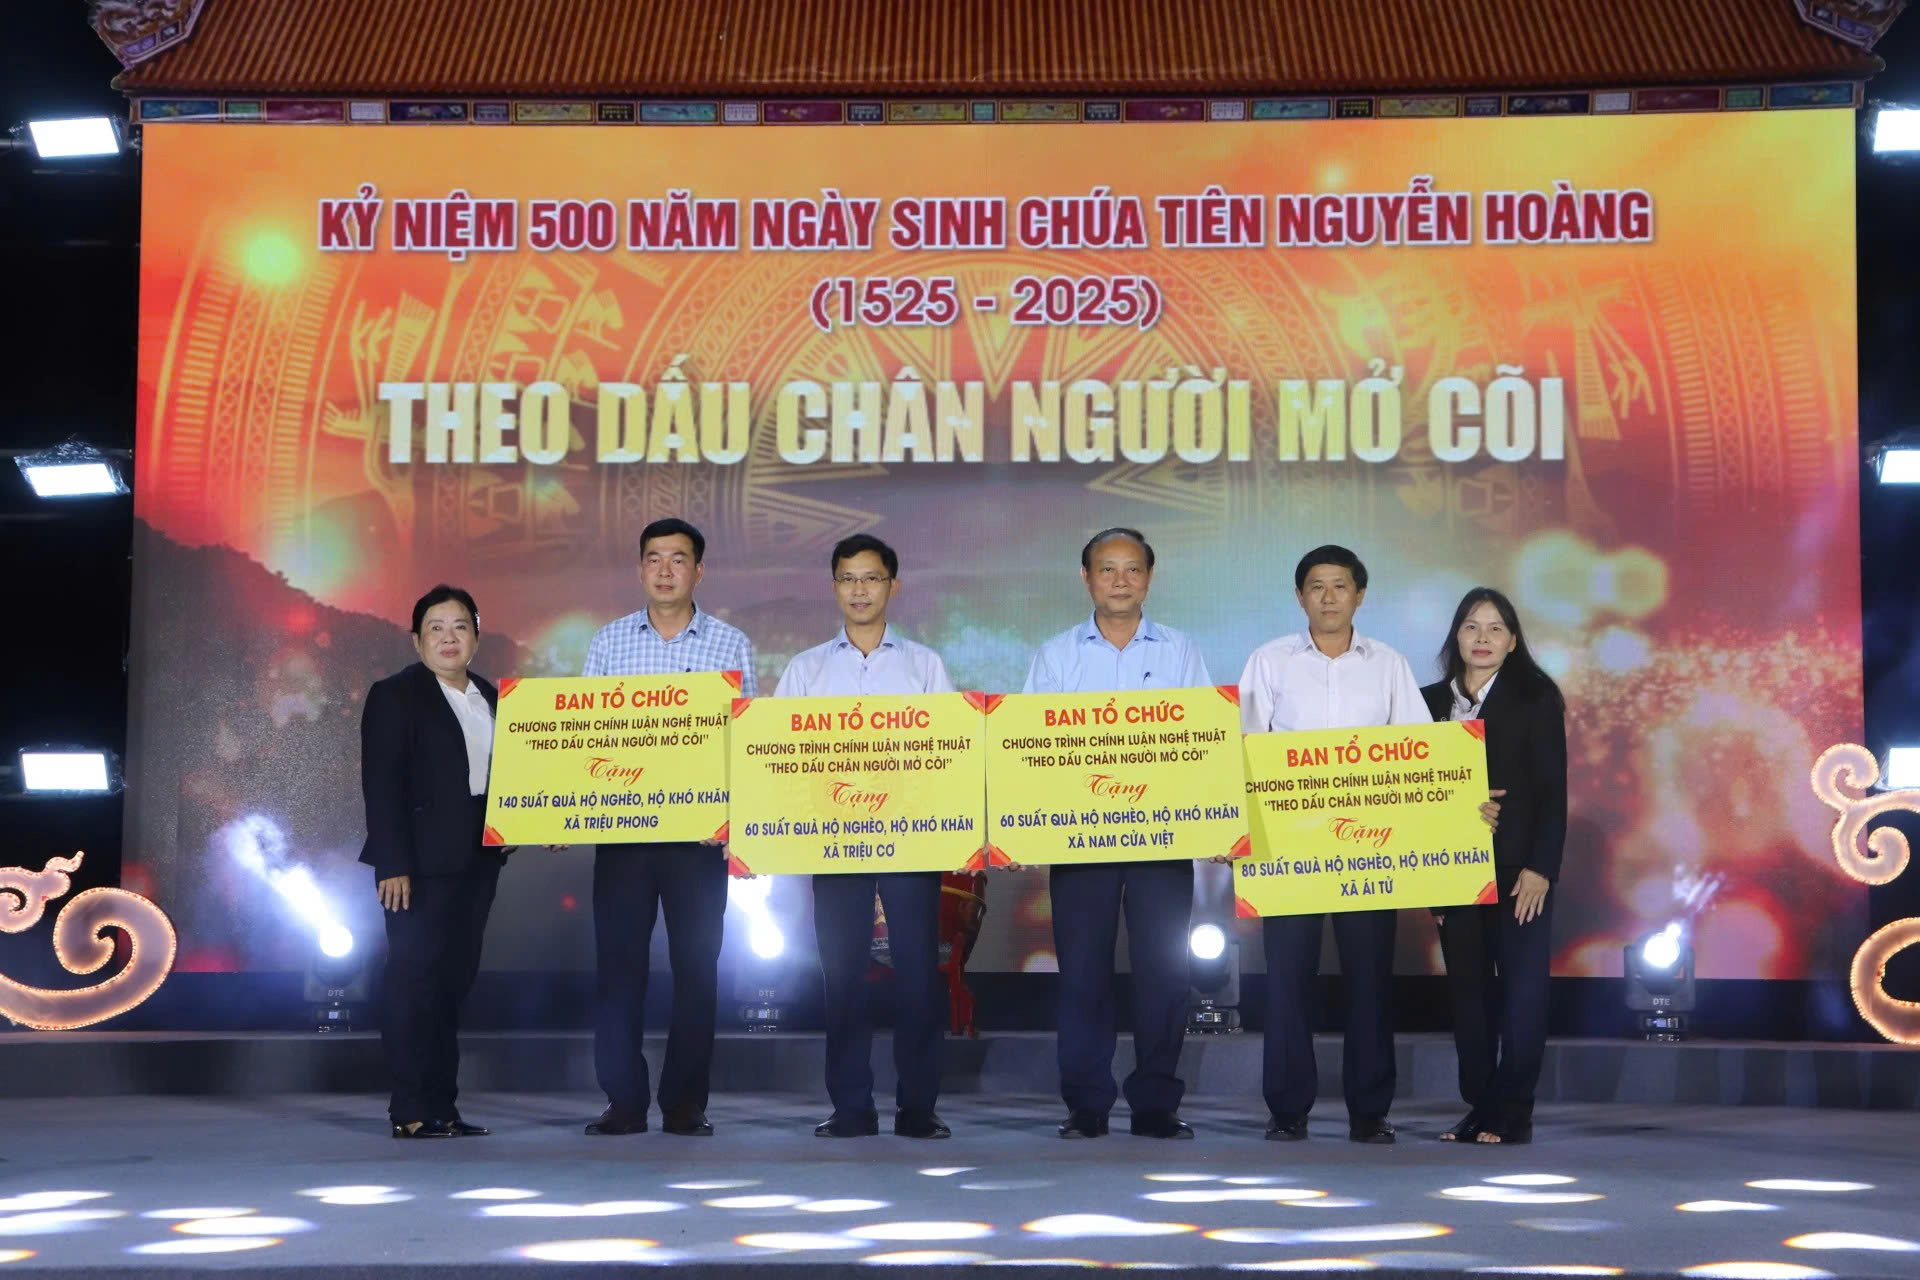 KỶ NIỆM 500 NĂM NGÀY SINH CHÚA TIÊN NGUYỄN HOÀNG
(1525 - 2025)
THEO DẤU CHÂN NGƯỜI MỞ CÕI
BAN TỔ CHỨC
CHƯƠNG TRÌNH CHÍNH LUẬN NGHỆ THUẬT
"THEO DẤU CHÂN NGƯỜI MỞ CÕI"
Tặng
140 SUẤT QUÀ HỘ NGHÈO, HỘ KHÓ KHĂN
XÃ TRIỆU PHONG
BAN TỔ CHỨC
CHƯƠNG TRÌNH CHÍNH LUẬN NGHỆ THUẬT
"THEO DẤU CHÂN NGƯỜI MỞ CÕI"
Tặng
60 SUẤT QUÀ HỘ NGHÈO, HỘ KHÓ KHĂN
XÃ TRIỆU CƠ
BAN TỔ CHỨC
CHƯƠNG TRÌNH CHÍNH LUẬN NGHỆ THUẬT
"THEO DẤU CHÂN NGƯỜI MỞ CÕI"
Tặng
60 SUẤT QUÀ HỘ NGHÈO, HỘ KHÓ KHĂN
XÃ NAM CỬA VIỆT
BAN TỔ CHỨC
CHƯƠNG TRÌNH CHÍNH LUẬN NGHỆ THUẬT
"THEO DẤU CHÂN NGƯỜI MỞ CÕI"
Tặng
80 SUẤT QUÀ HỘ NGHÈO, HỘ KHÓ KHĂN
XÃ ÁI TỬ
DTE
DTE
DTE
DTE